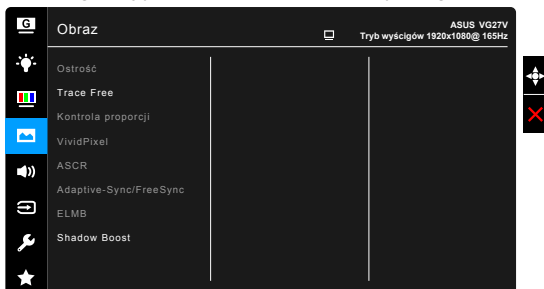 G
Obraz
ASUS VG27V
Tryb wyścigów 1920x1080@ 165Hz
Ostrość
Trace Free
Kontrola proporcji
VividPixel
ASCR
Adaptive-Sync/FreeSync
ELMB
Shadow Boost